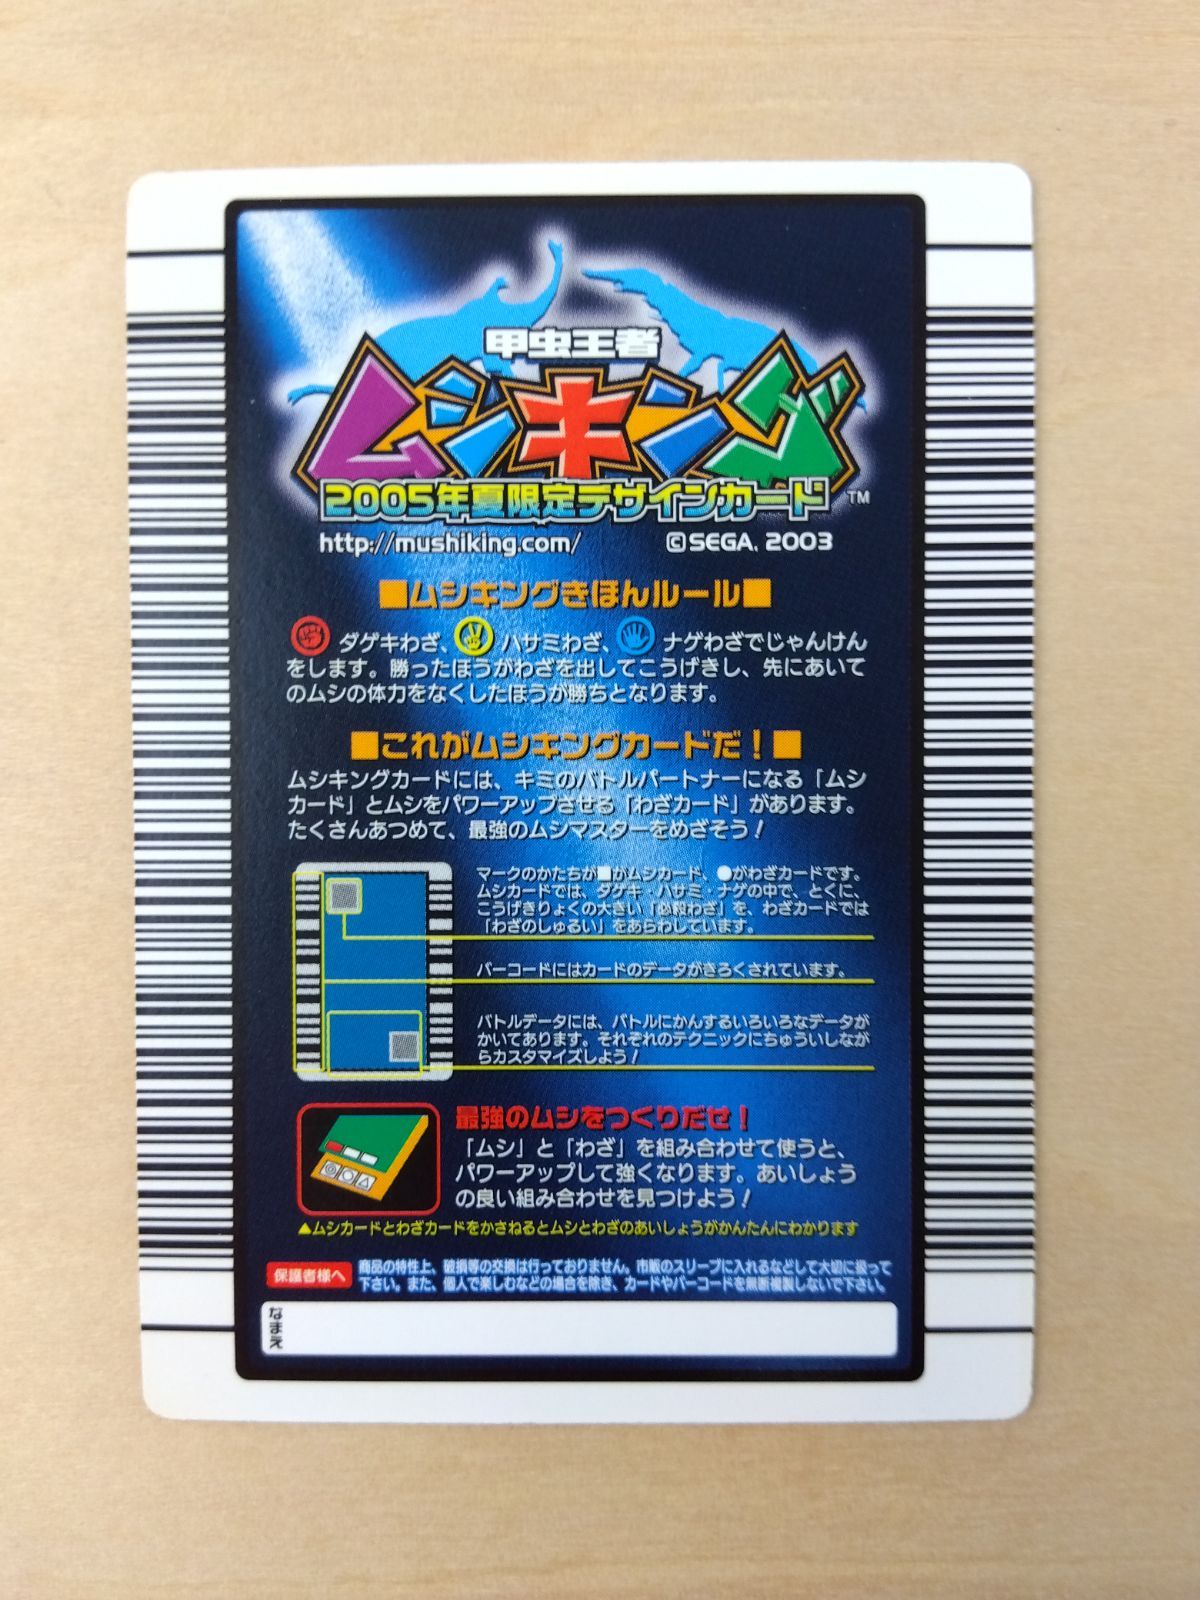 甲虫王者
ムシキング
2005年夏限定デザインカード ™
http://mushiking.com/ ©SEGA, 2003
■ムシキングきほんルール■
ダゲキわざ、ハサミわざ、ナゲわざでじゃんけん
をします。勝ったほうがわざを出してこうげきし、先にあいて
のムシの体力をなくしたほうが勝ちとなります。
■これがムシキングカードだ！■
ムシキングカードには、キミのバトルパートナーになる「ムシ
カード」とムシをパワーアップさせる「わざカード」があります。
たくさんあつめて、最強のムシマスターをめざそう！
マークのかたちが■がムシカード、●がわざカードです。
ムシカードでは、ダゲキ・ハサミ・ナゲの中で、とくに、
こうげきりょくの大きい「必殺わざ」を、わざカードでは
「わざのしゅるい」をあらわしています。
バーコードにはカードのデータがきろくされています。
バトルデータには、バトルにかんするいろいろなデータが
かいてあります。それぞれのテクニックにちゅういしなが
らカスタマイズしよう！
最強のムシをつくりだせ！
「ムシ」と「わざ」を組み合わせて使うと、
パワーアップして強くなります。あいしょう
の良い組み合わせを見つけよう！
▲ムシカードとわざカードをかさねるとムシとわざのあいしょうがかんたんにわかります
保護者様へ 商品の特性上、破損等の交換は行っておりません。市販のスリーブに入れるなどして大切に扱って
下さい。また、個人で楽しむなどの場合を除き、カードやバーコードを無断複製しないで下さい。
なまえ